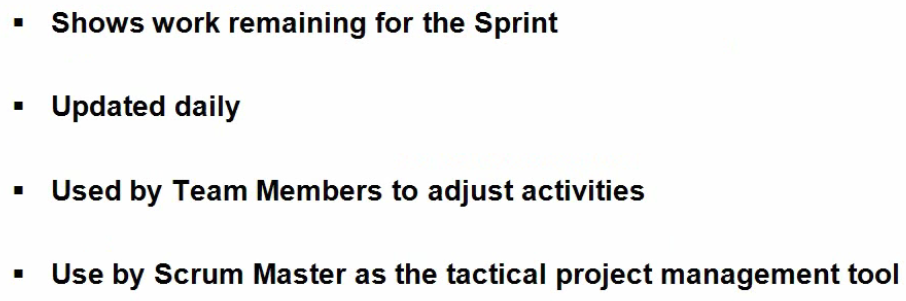 ▪ Shows work remaining for the Sprint
▪ Updated daily
▪ Used by Team Members to adjust activities
▪ Use by Scrum Master as the tactical project management tool